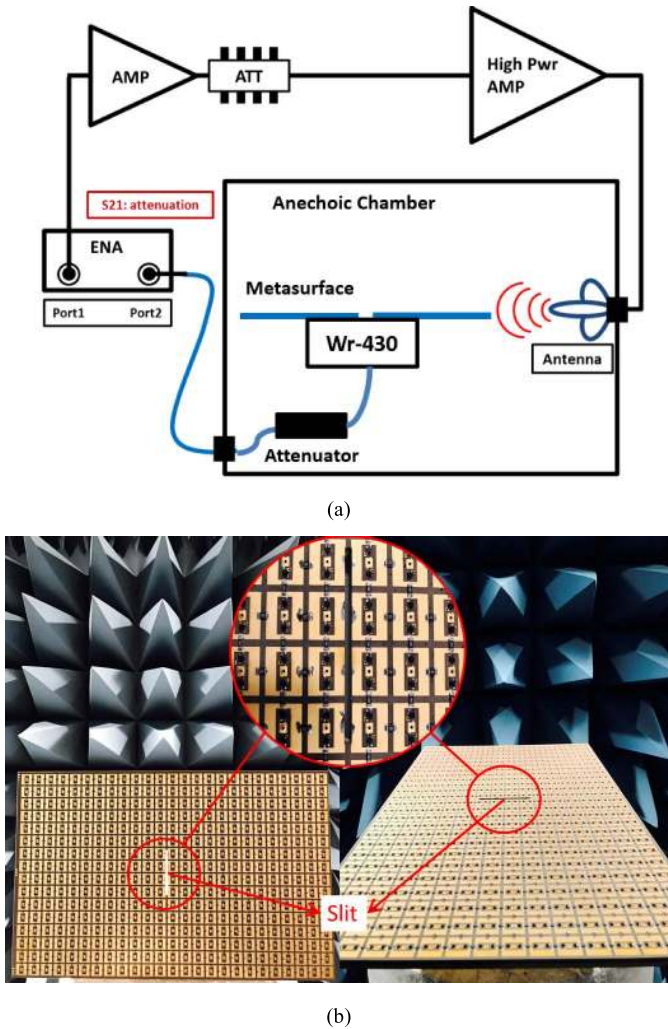 AMP
ATT
High Pwr
AMP
S21: attenuation
Anechoic Chamber
ENA
Port1
Port2
Metasurface
Wr-430
Antenna
Attenuator
(a)
Slit
(b)